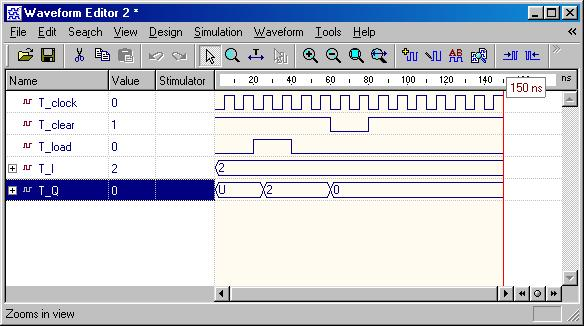 Waveform Editor 2 *
File Edit Search View Design Simulation Waveform Tools Help
Name Value Stimulator 20 40 60 80 100 120 140 ns
150 ns
T_clock 0
T_clear 1
T_load 0
T_I 2 2
T_Q 0 U 2 0
Zooms in view